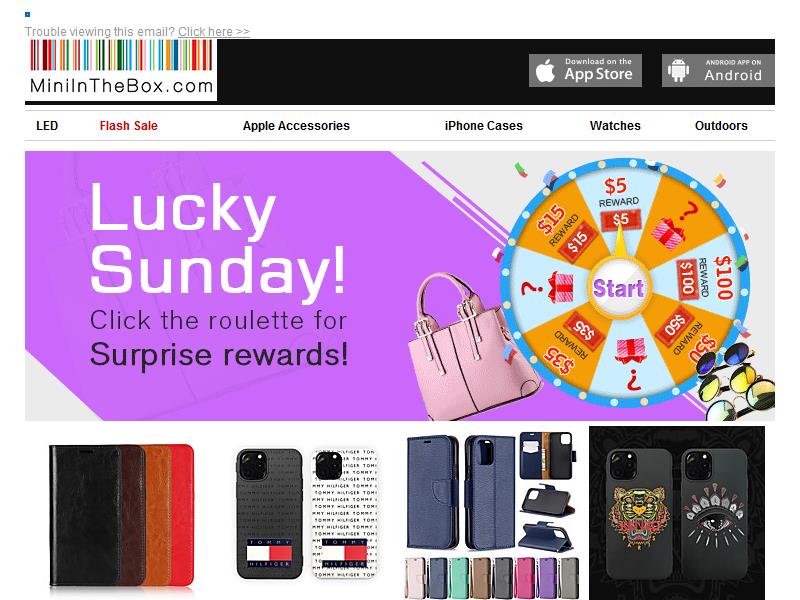 Trouble viewing this email? Click here >>
MiniInTheBox.com
Download on the
App Store
ANDROID APP ON
Android
LED
Flash Sale
Apple Accessories
iPhone Cases
Watches
Outdoors
Lucky
Sunday!
Click the roulette for
Surprise rewards!
$5
REWARD
$5
?
$100
REWARD
$100
$50
REWARD
$50
?
$35
REWARD
$35
?
$15
REWARD
$15
Start
TOMMY
HILFIGER
TOMMY
HILFIGER